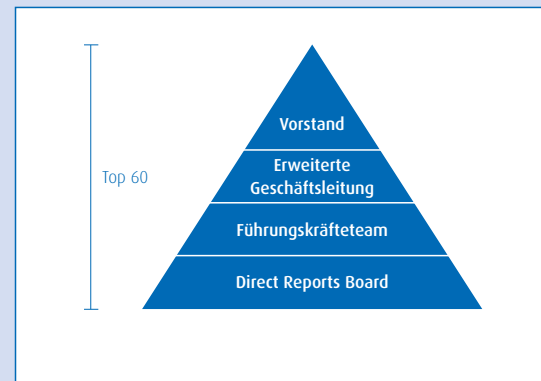 Vorstand
Erweiterte
Geschäftsleitung
Top 60
Führungskräfteteam
Direct Reports Board